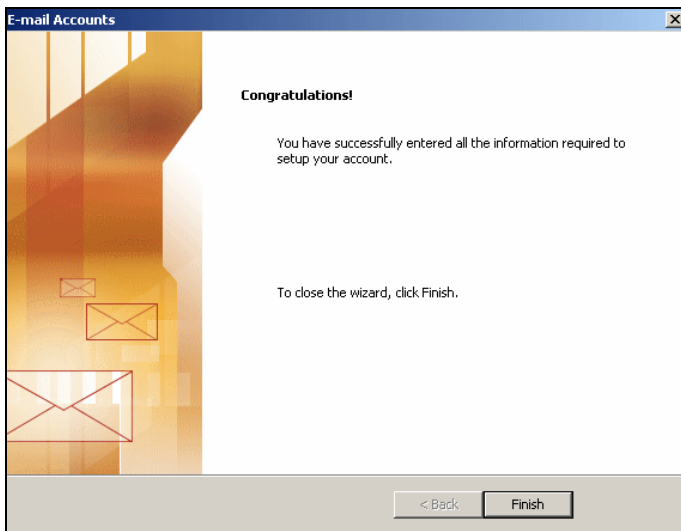 E-mail Accounts
Congratulations!
You have successfully entered all the information required to
setup your account.
To close the wizard, click Finish.
< Back
Finish